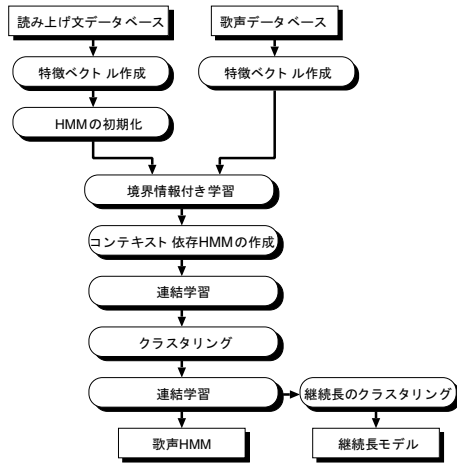 読み上げ文データベース
歌声データベース
特徴ベクトル作成
特徴ベクトル作成
HMMの初期化
境界情報付き学習
コンテキスト依存HMMの作成
連結学習
クラスタリング
連結学習
継続長のクラスタリング
歌声HMM
継続長モデル